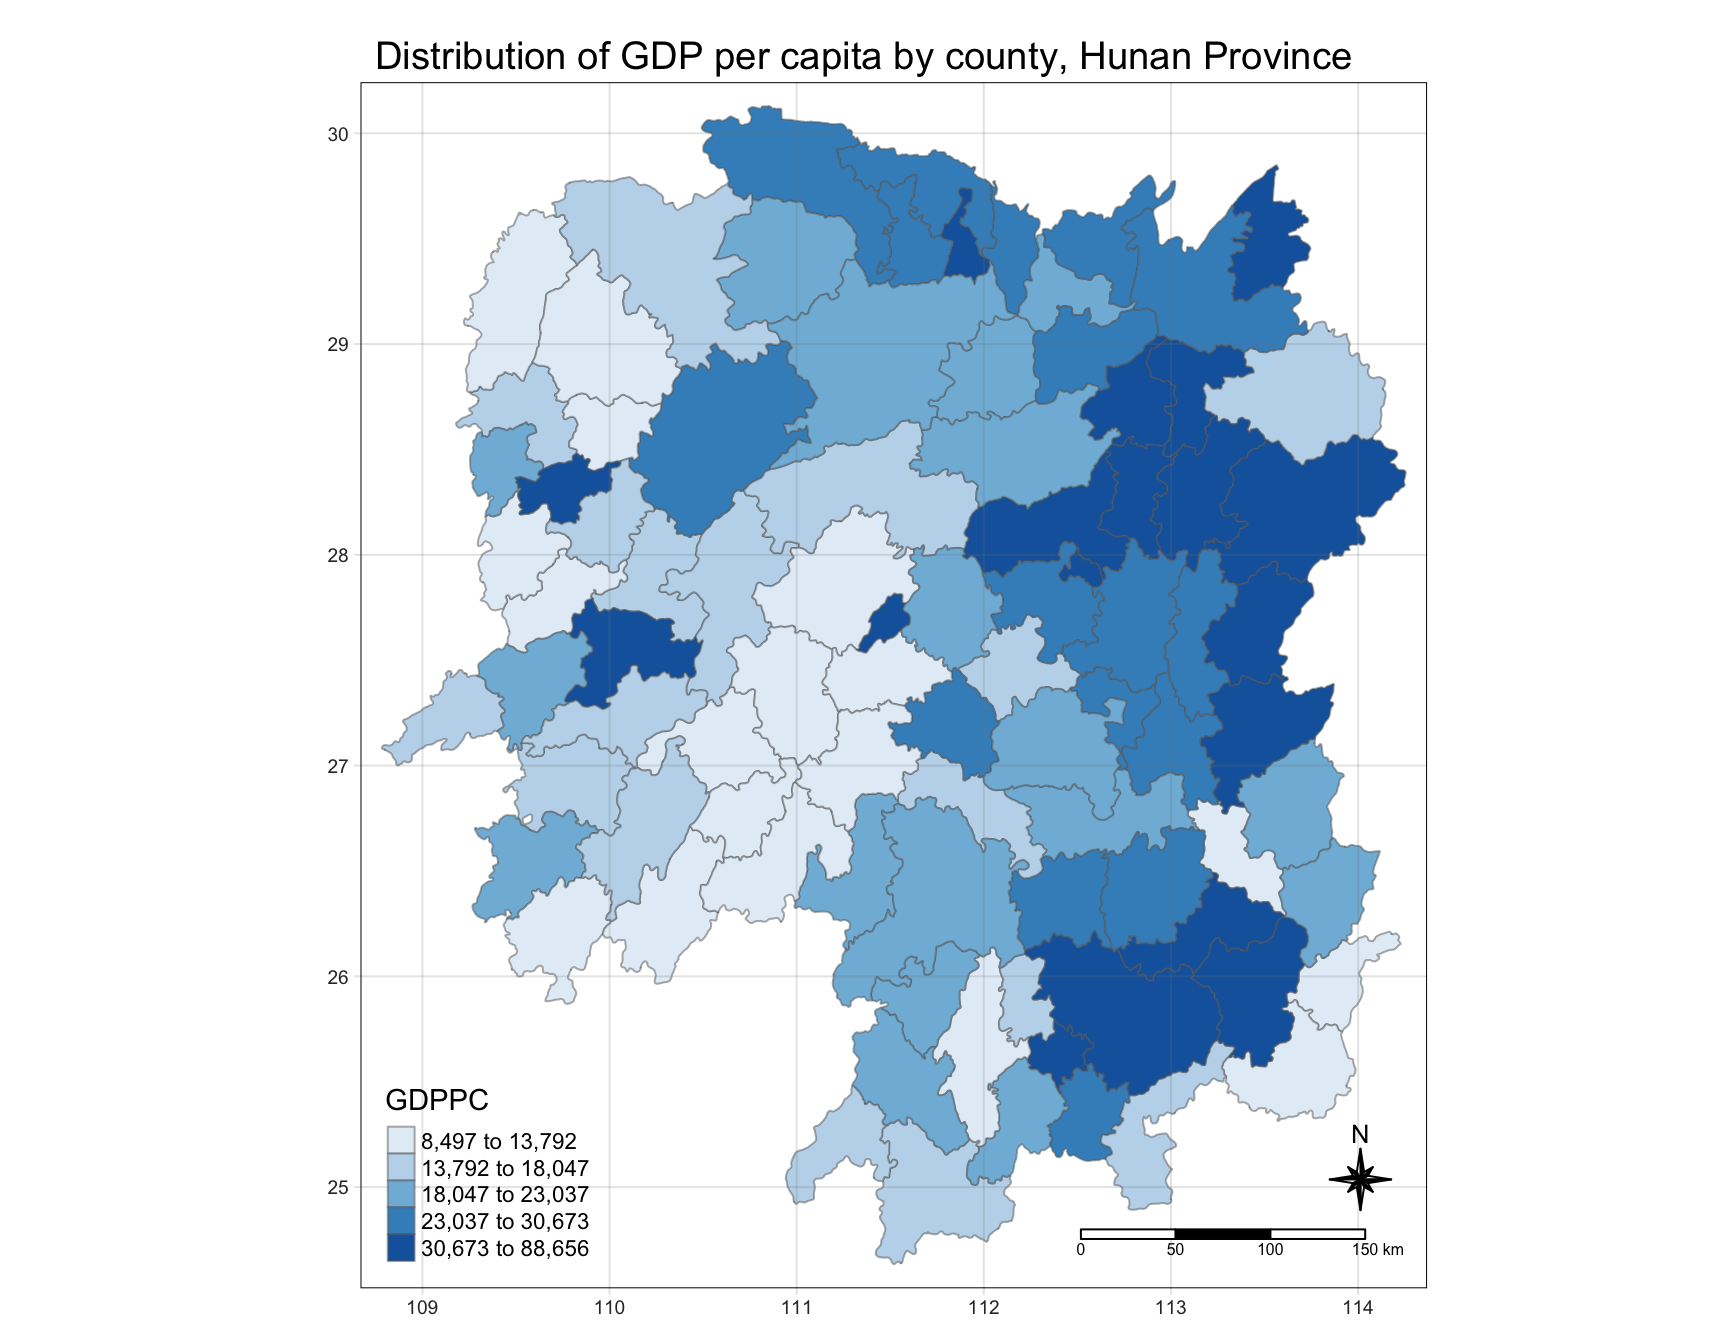 Distribution of GDP per capita by county, Hunan Province
30
29
28
27
26
25
GDPPC
8,497 to 13,792
13,792 to 18,047
18,047 to 23,037
23,037 to 30,673
30,673 to 88,656
N
0 50 100 150 km
109 110 111 112 113 114